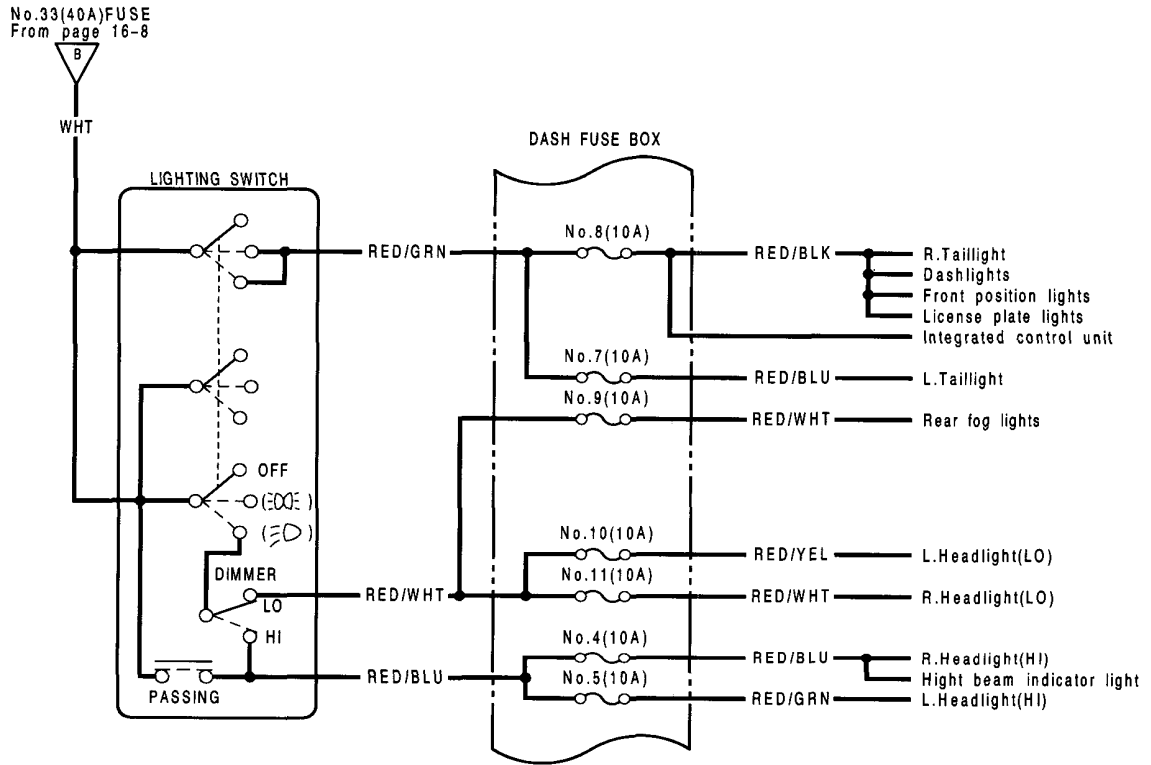 No.33(40A)FUSE
From page 16-8
B
WHT
DASH FUSE BOX
LIGHTING SWITCH
No.8(10A)
RED/GRN
RED/BLK
R.Taillight
Dashlights
Front position lights
License plate lights
Integrated control unit
No.7(10A)
RED/BLU
L.Taillight
No.9(10A)
RED/WHT
Rear fog lights
OFF
No.10(10A)
RED/YEL
L.Headlight(LO)
DIMMER
No.11(10A)
LO
RED/WHT
RED/WHT
R.Headlight(LO)
HI
No.4(10A)
RED/BLU
R.Headlight(HI)
RED/BLU
No.5(10A)
Hight beam indicator light
PASSING
RED/GRN
L.Headlight(HI)